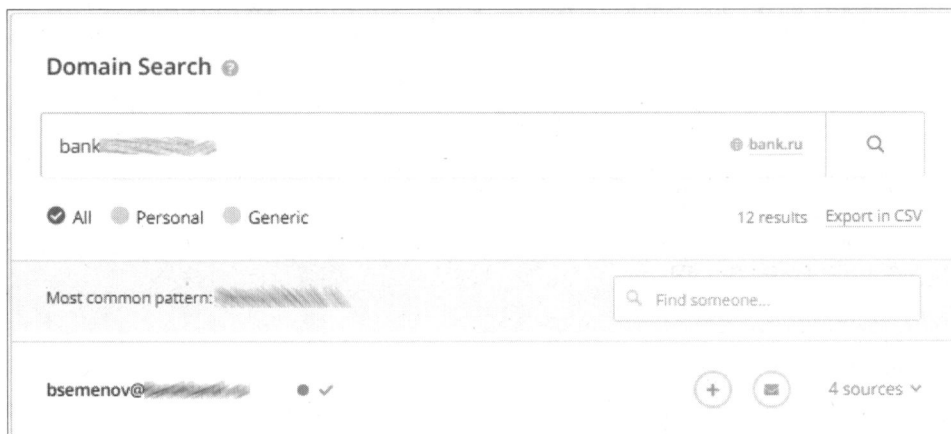 Domain Search
bank
bank.ru
All Personal Generic
12 results Export in CSV
Most common pattern:
Find someone...
bsemenov@
4 sources